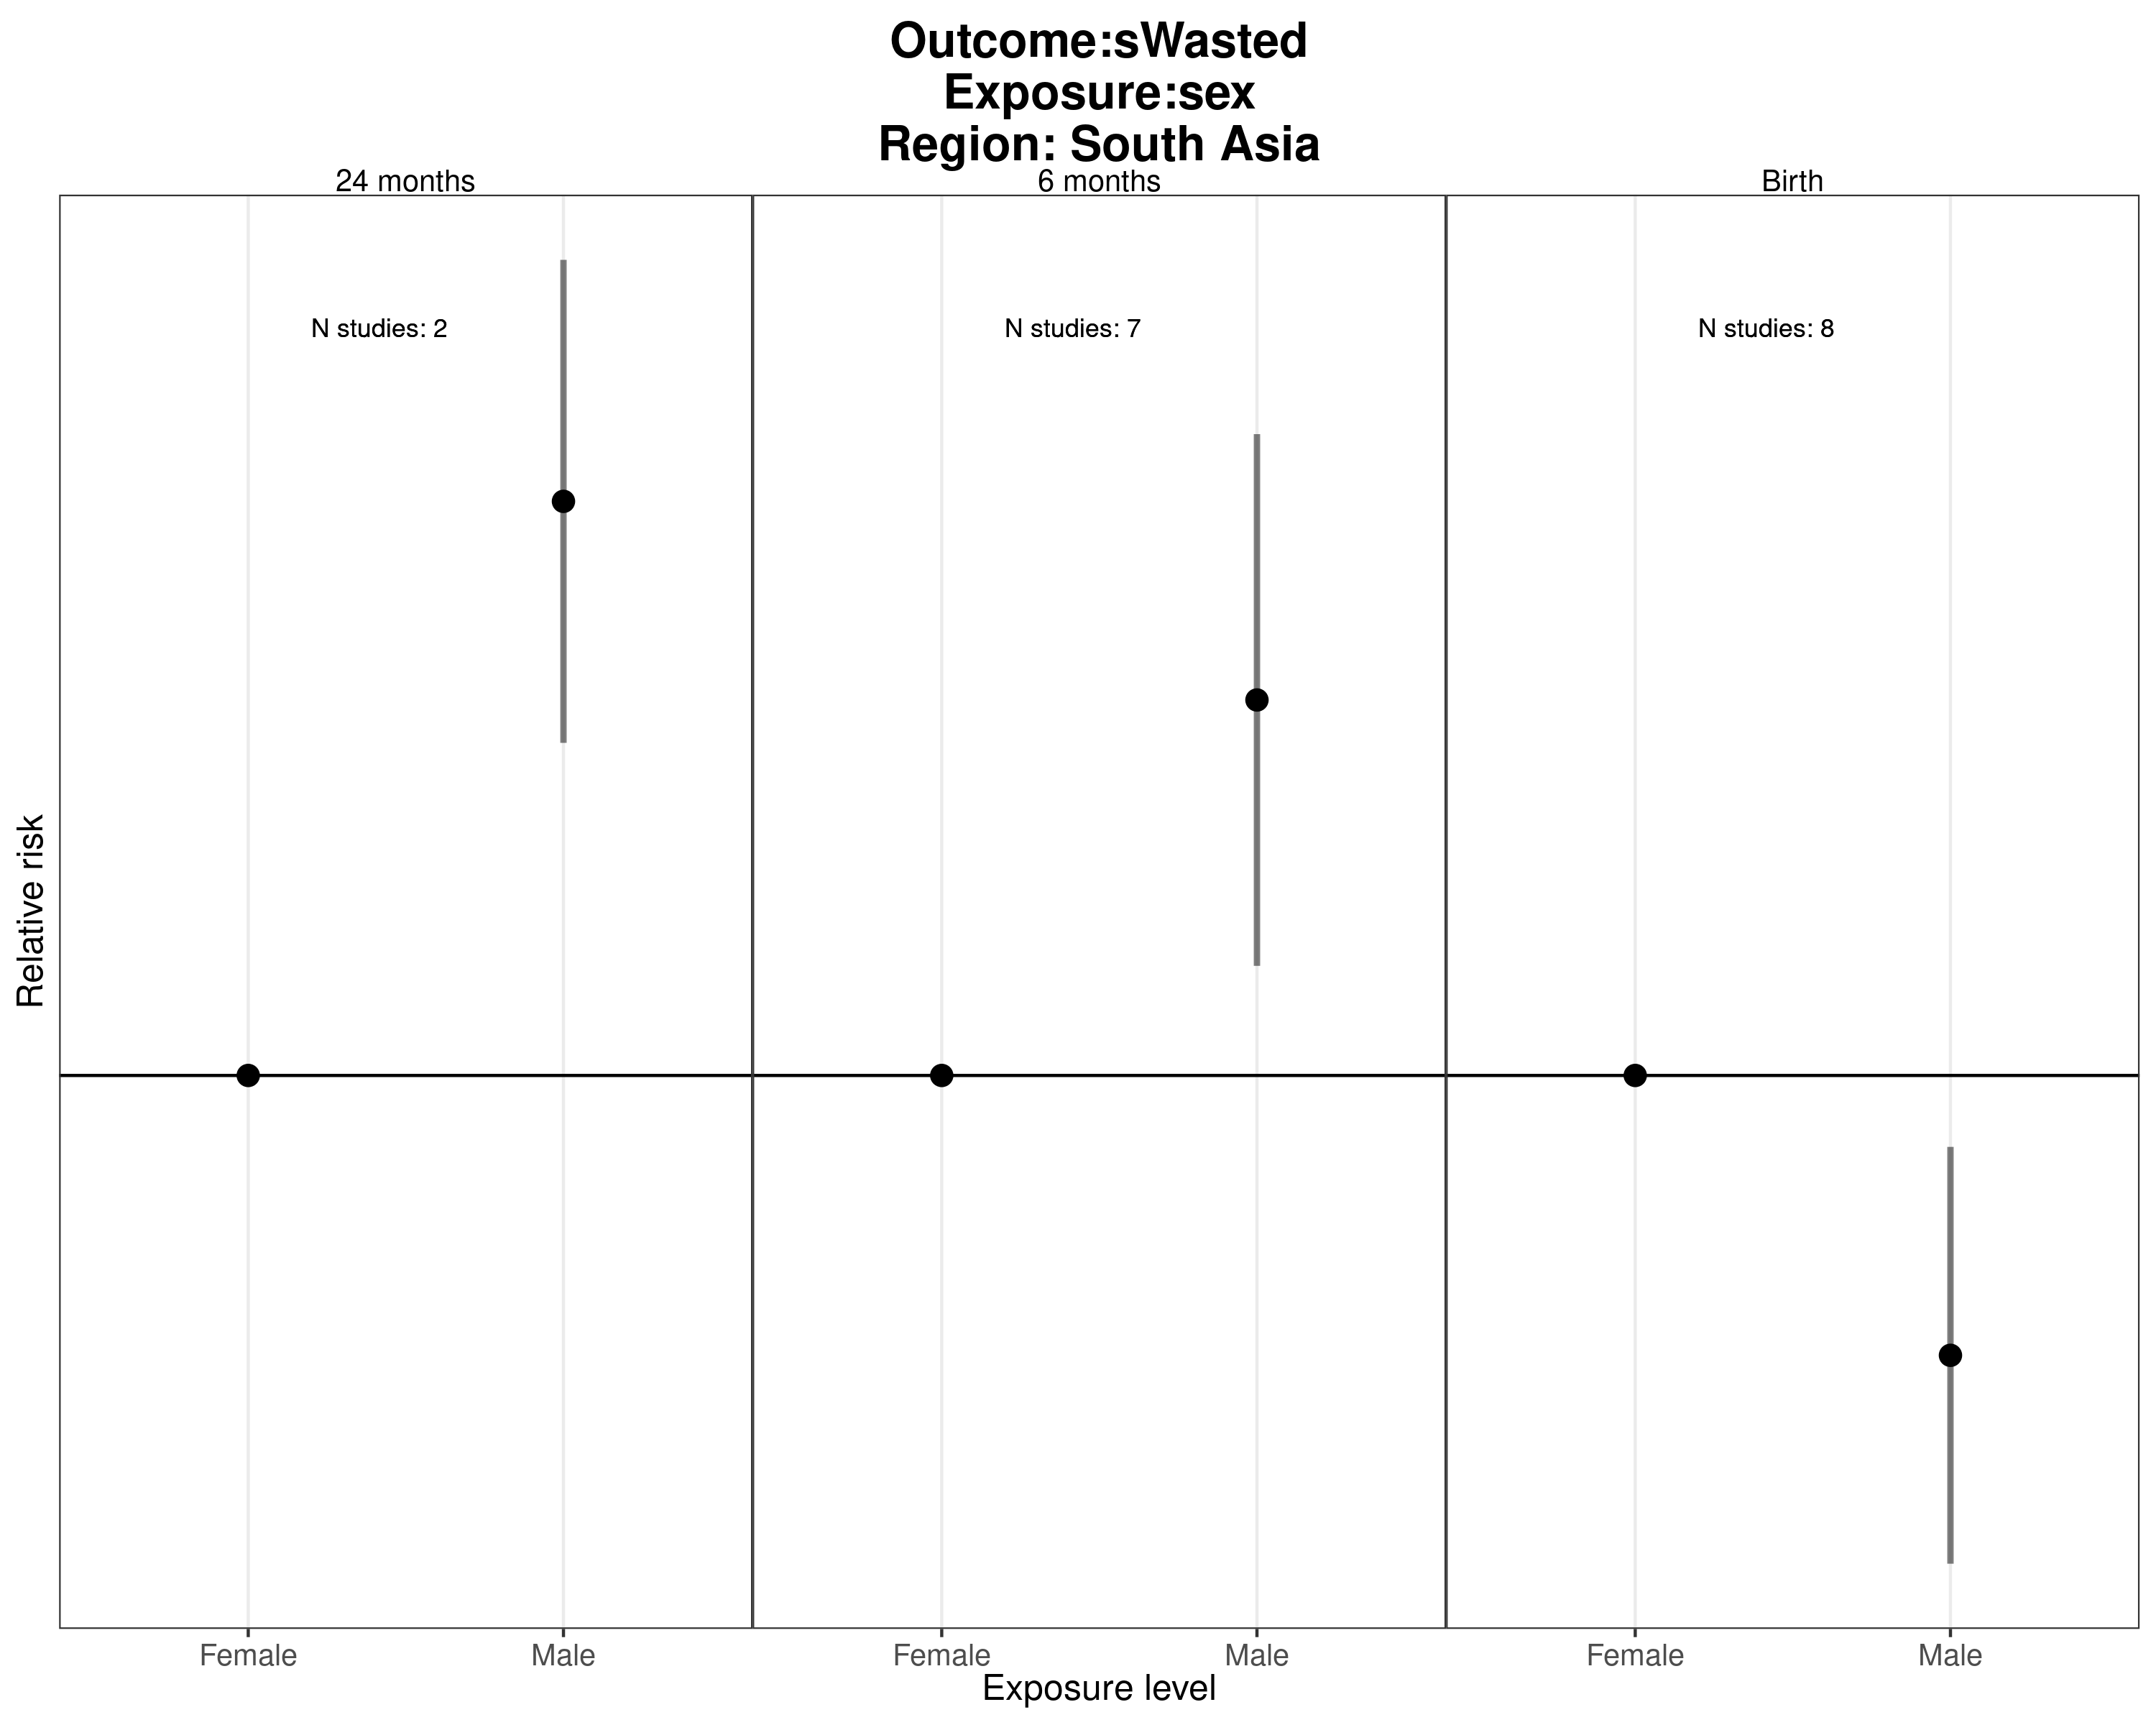 Outcome:sWasted
Exposure:sex
Region: South Asia
24 months
6 months
Birth
N studies: 2
N studies: 7
N studies: 8
Relative risk
Female
Male
Female
Male
Female
Male
Exposure level